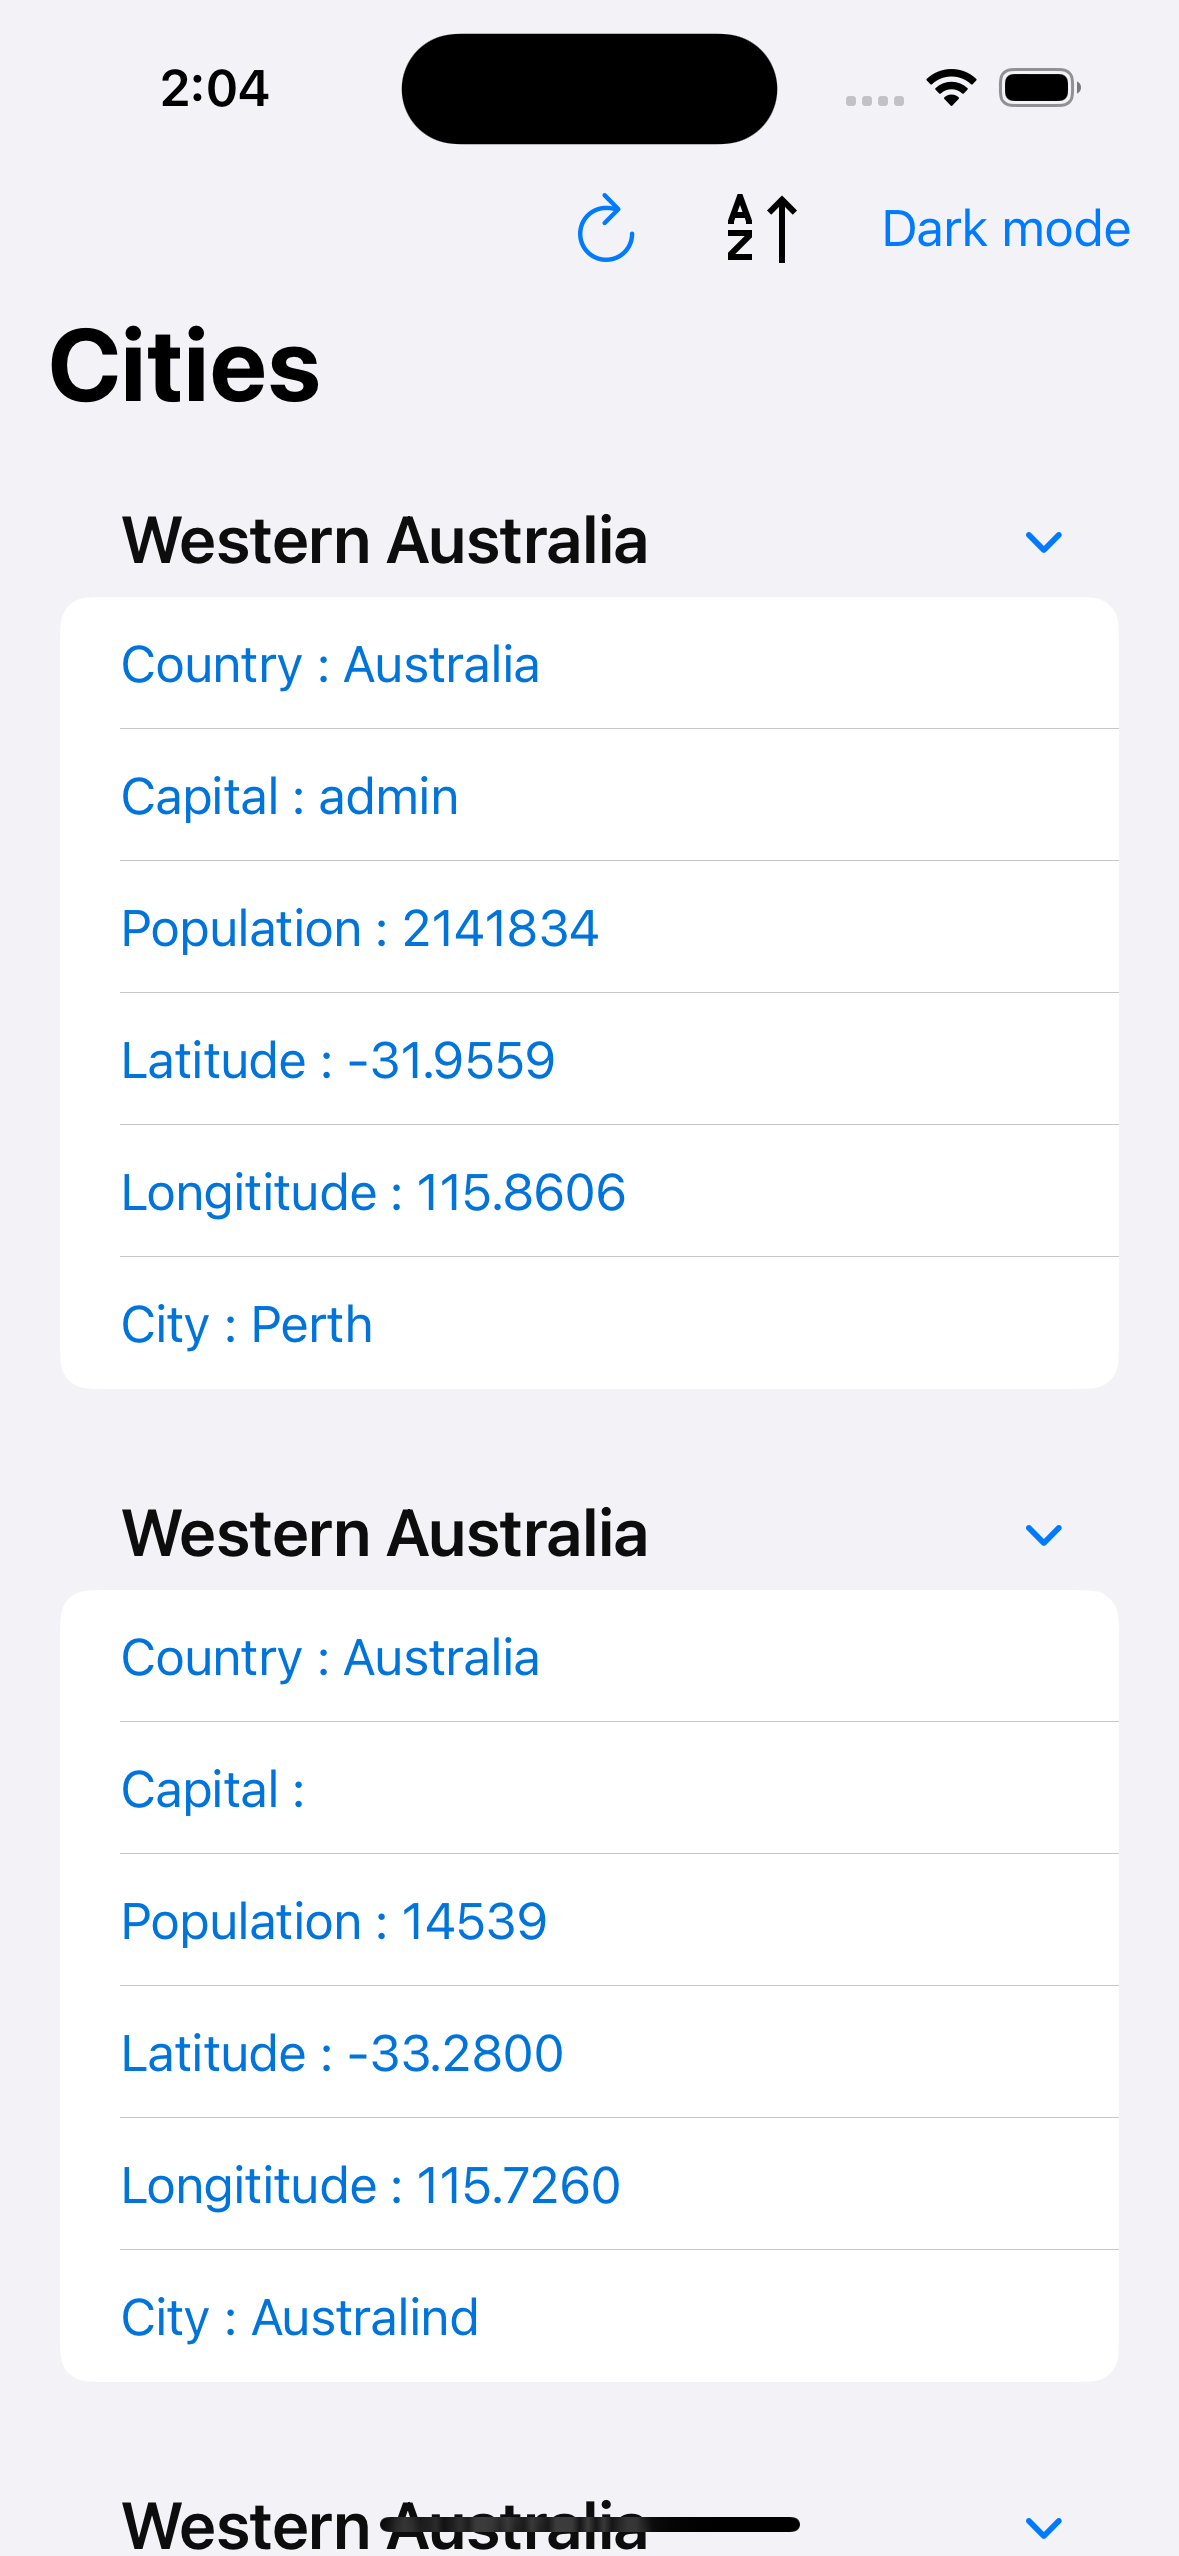 2:04
A
Z
Dark mode
Cities
Western Australia
Country : Australia
Capital : admin
Population : 2141834
Latitude : -31.9559
Longititude : 115.8606
City : Perth
Western Australia
Country : Australia
Capital :
Population : 14539
Latitude : -33.2800
Longititude : 115.7260
City : Australind
Western Australia